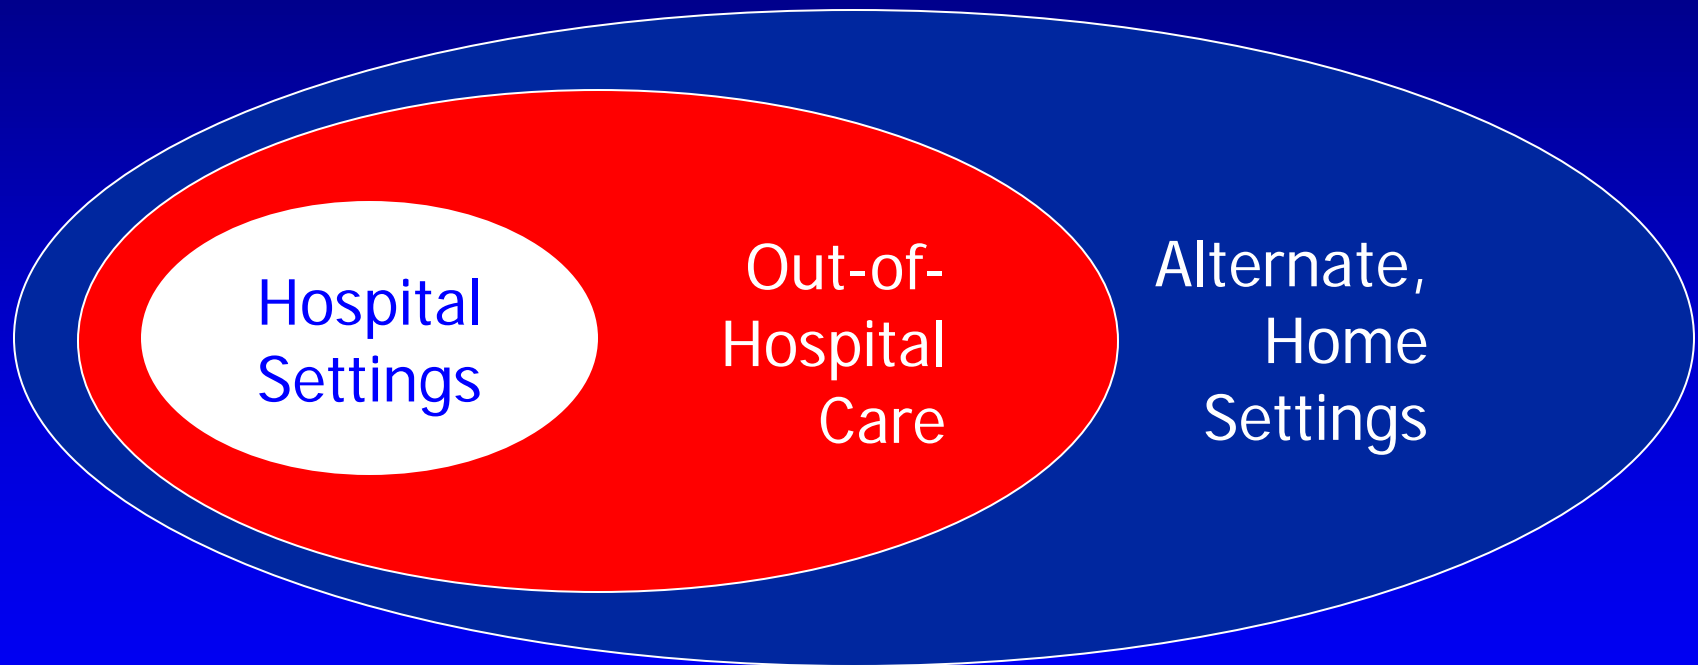 Hospital
Settings
Out-of-
Hospital
Care
Alternate,
Home
Settings